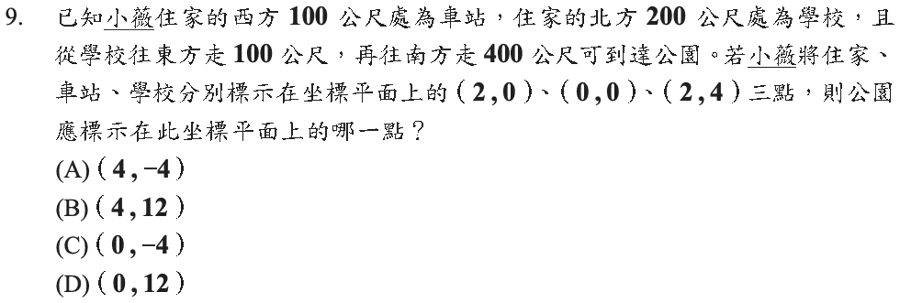 9. 已知小薇住家的西方 100 公尺處為車站，住家的北方 200 公尺處為學校，且
從學校往東方走 100 公尺，再往南方走 400 公尺可到達公園。若小薇將住家、
車站、學校分別標示在坐標平面上的( 2 , 0 )、( 0 , 0 )、( 2 , 4 )三點，則公園
應標示在此坐標平面上的哪一點？
(A) ( 4 , −4 )
(B) ( 4 , 12 )
(C) ( 0 , −4 )
(D) ( 0 , 12 )